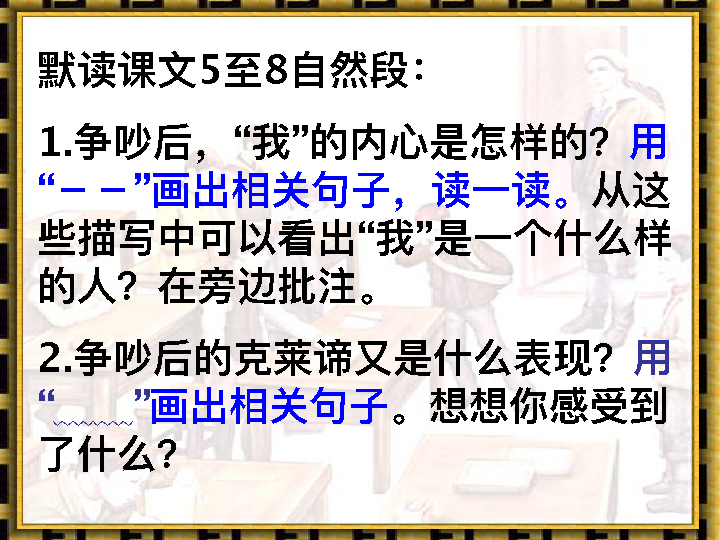 默读课文5至8自然段：
1.争吵后，“我”的内心是怎样的？用
“－－”画出相关句子，读一读。从这
些描写中可以看出“我”是一个什么样
的人？在旁边批注。
2.争吵后的克莱谛又是什么表现？用
“﹏﹏”画出相关句子。想想你感受到
了什么？